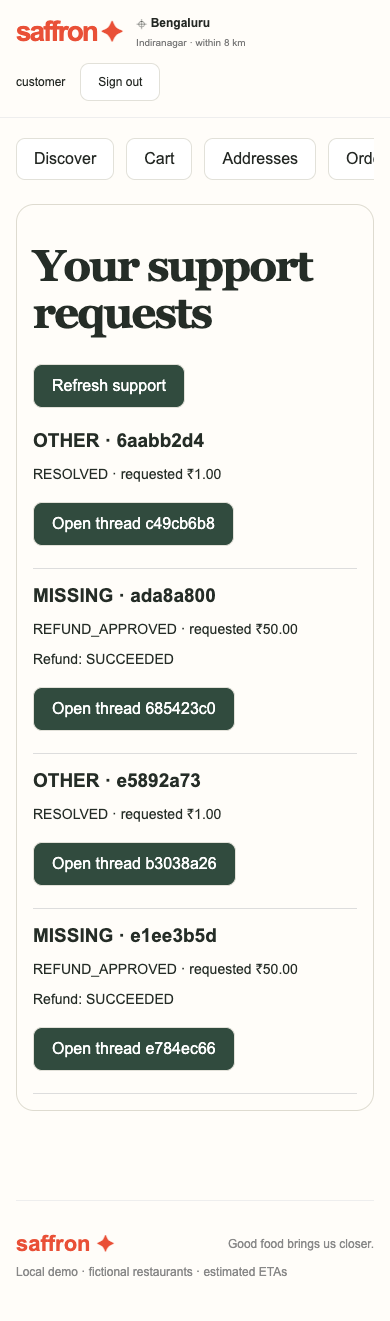 saffron
Bengaluru
Indiranagar · within 8 km
customer
Sign out
Discover
Cart
Addresses
Orde
Your support
requests
Refresh support
OTHER · 6aabb2d4
RESOLVED · requested ₹1.00
Open thread c49cb6b8
MISSING · ada8a800
REFUND_APPROVED · requested ₹50.00
Refund: SUCCEEDED
Open thread 685423c0
OTHER · e5892a73
RESOLVED · requested ₹1.00
Open thread b3038a26
MISSING · e1ee3b5d
REFUND_APPROVED · requested ₹50.00
Refund: SUCCEEDED
Open thread e784ec66
saffron
Good food brings us closer.
Local demo · fictional restaurants · estimated ETAs